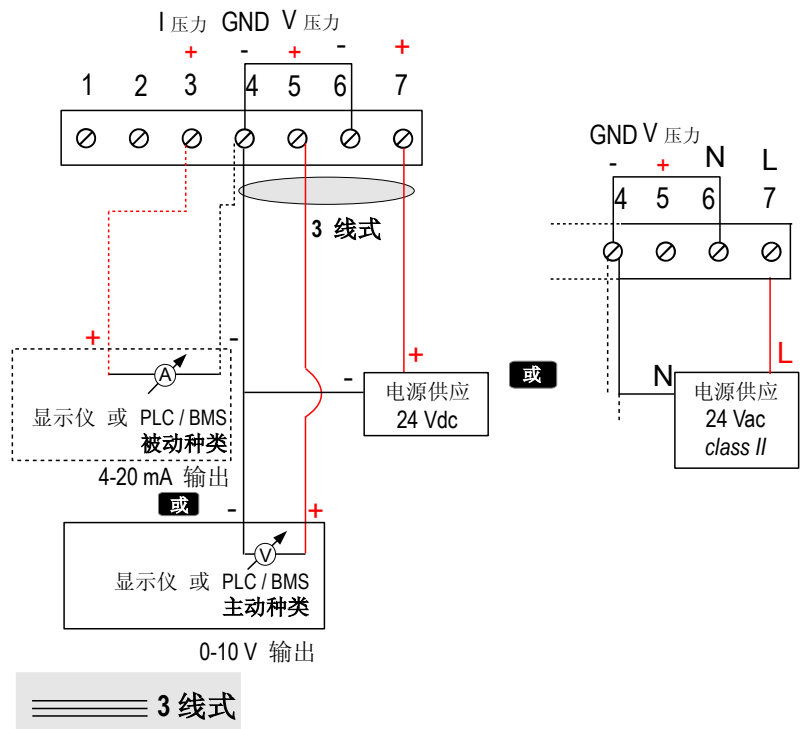 I 压力 GND V 压力
+ - + - +
1 2 3 4 5 6 7
3 线式
+ -
A
显示仪 或 PLC / BMS
被动种类
4-20 mA 输出
或
- +
V
显示仪 或 PLC / BMS
主动种类
0-10 V 输出
- +
电源供应
24 Vdc
或
GND V 压力 N L
- +
4 5 6 7
N L
电源供应
24 Vac
class II
3 线式